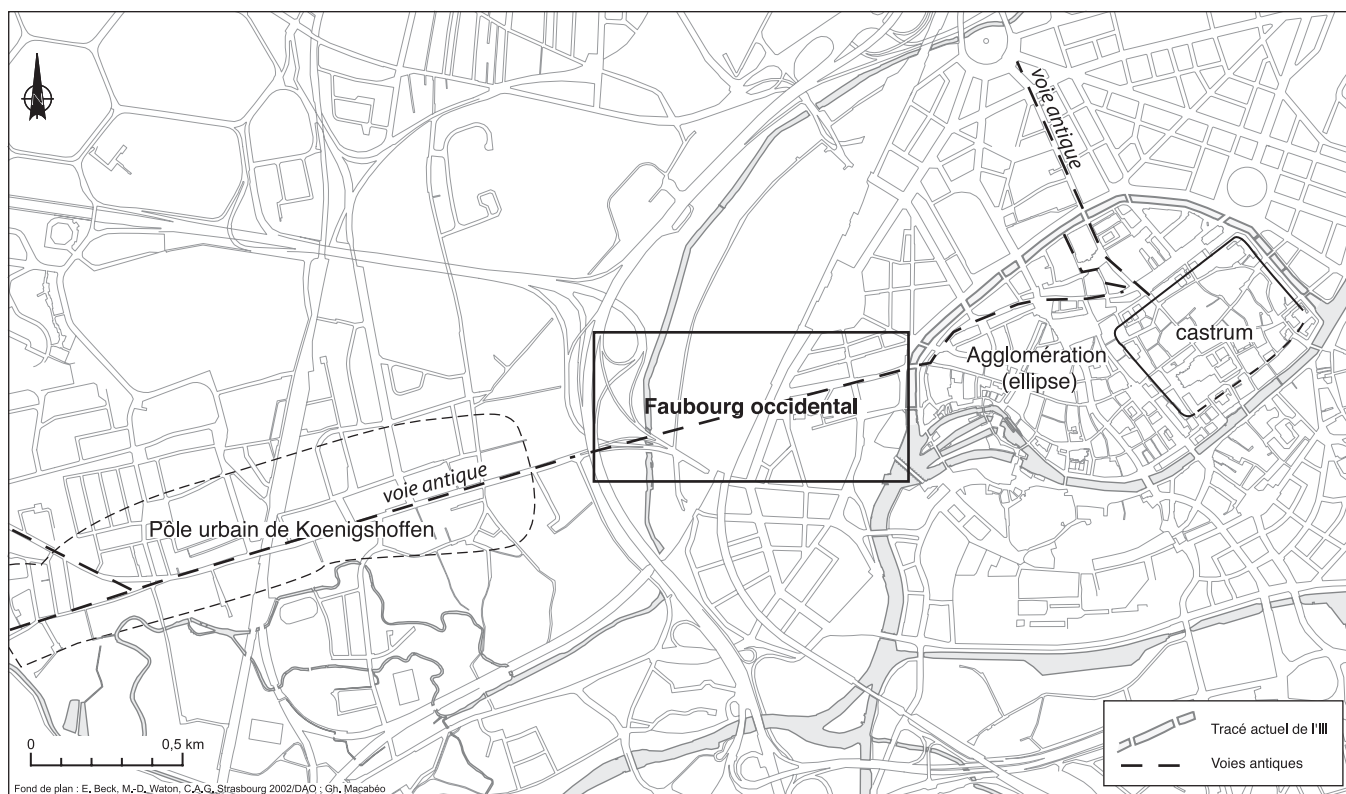 voie antique
castrum
Agglomération
(ellipse)
Faubourg occidental
voie antique
Pôle urbain de Koenigshoffen
0
0,5 km
Tracé actuel de l'Ill
Voies antiques
Fond de plan : E. Beck, M.-D. Waton, C.A.G. Strasbourg 2002/DAO : Gh. Macabéo